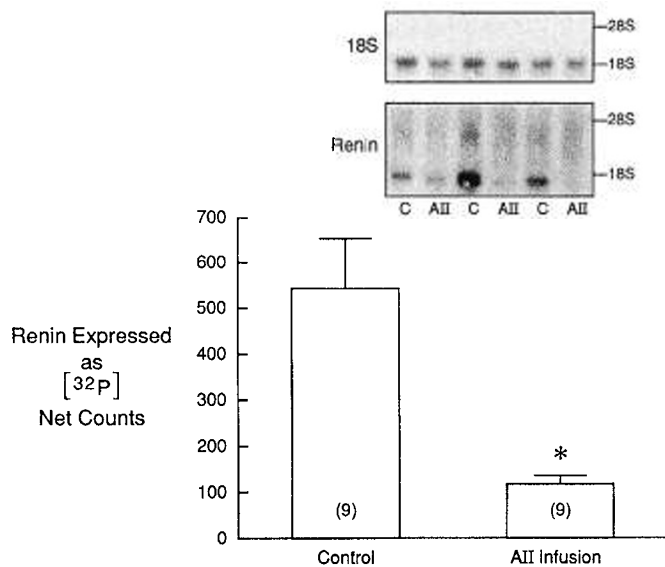 18S
28S
18S
Renin
28S
18S
C AII C AII C AII
700
600
500
400
300
200
100
0
Renin Expressed
as
[32P]
Net Counts
*
(9) (9)
Control AII Infusion